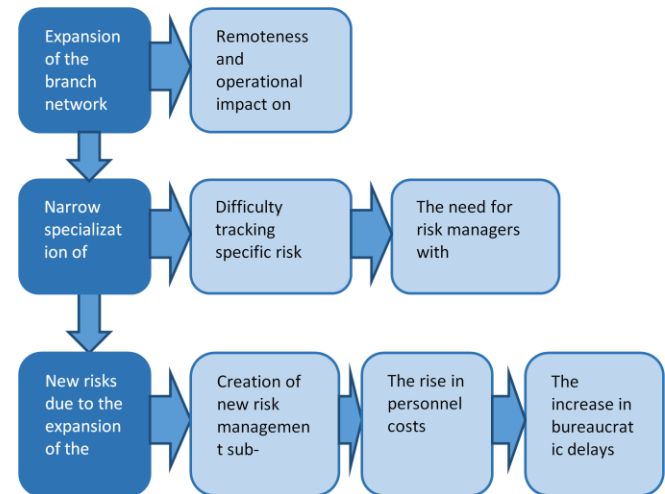 Expansion
of the
branch
network
Remoteness
and
operational
impact on
Narrow
specializat
ion of
Difficulty
tracking
specific risk
The need for
risk managers
with
New risks
due to the
expansion
of the
Creation of
new risk
managemen
t sub-
The rise in
personnel
costs
The
increase in
bureaucrat
ic delays